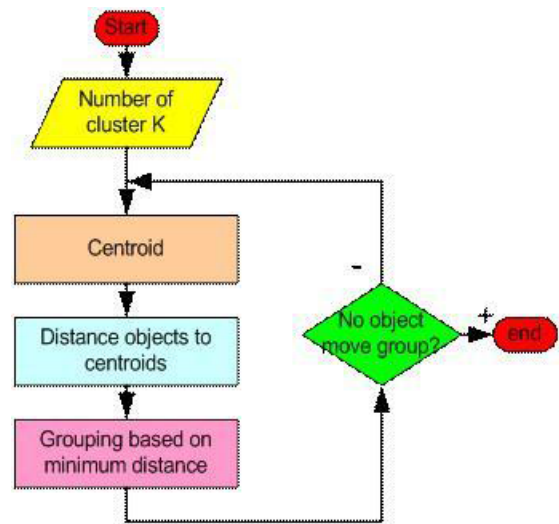 Start
Number of
cluster K
Centroid
Distance objects to
centroids
Grouping based on
minimum distance
-
No object
move group?
+
end